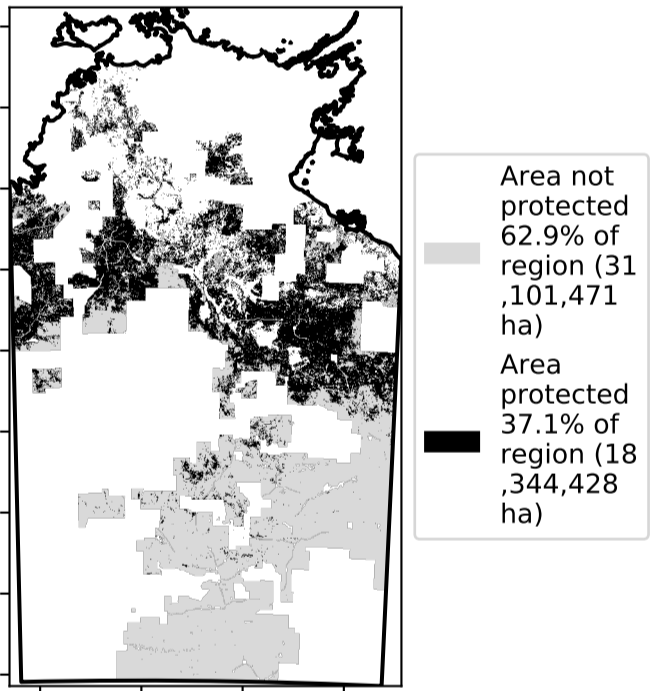 Area not
protected
62.9% of
region (31
,101,471
ha)
Area
protected
37.1% of
region (18
,344,428
ha)